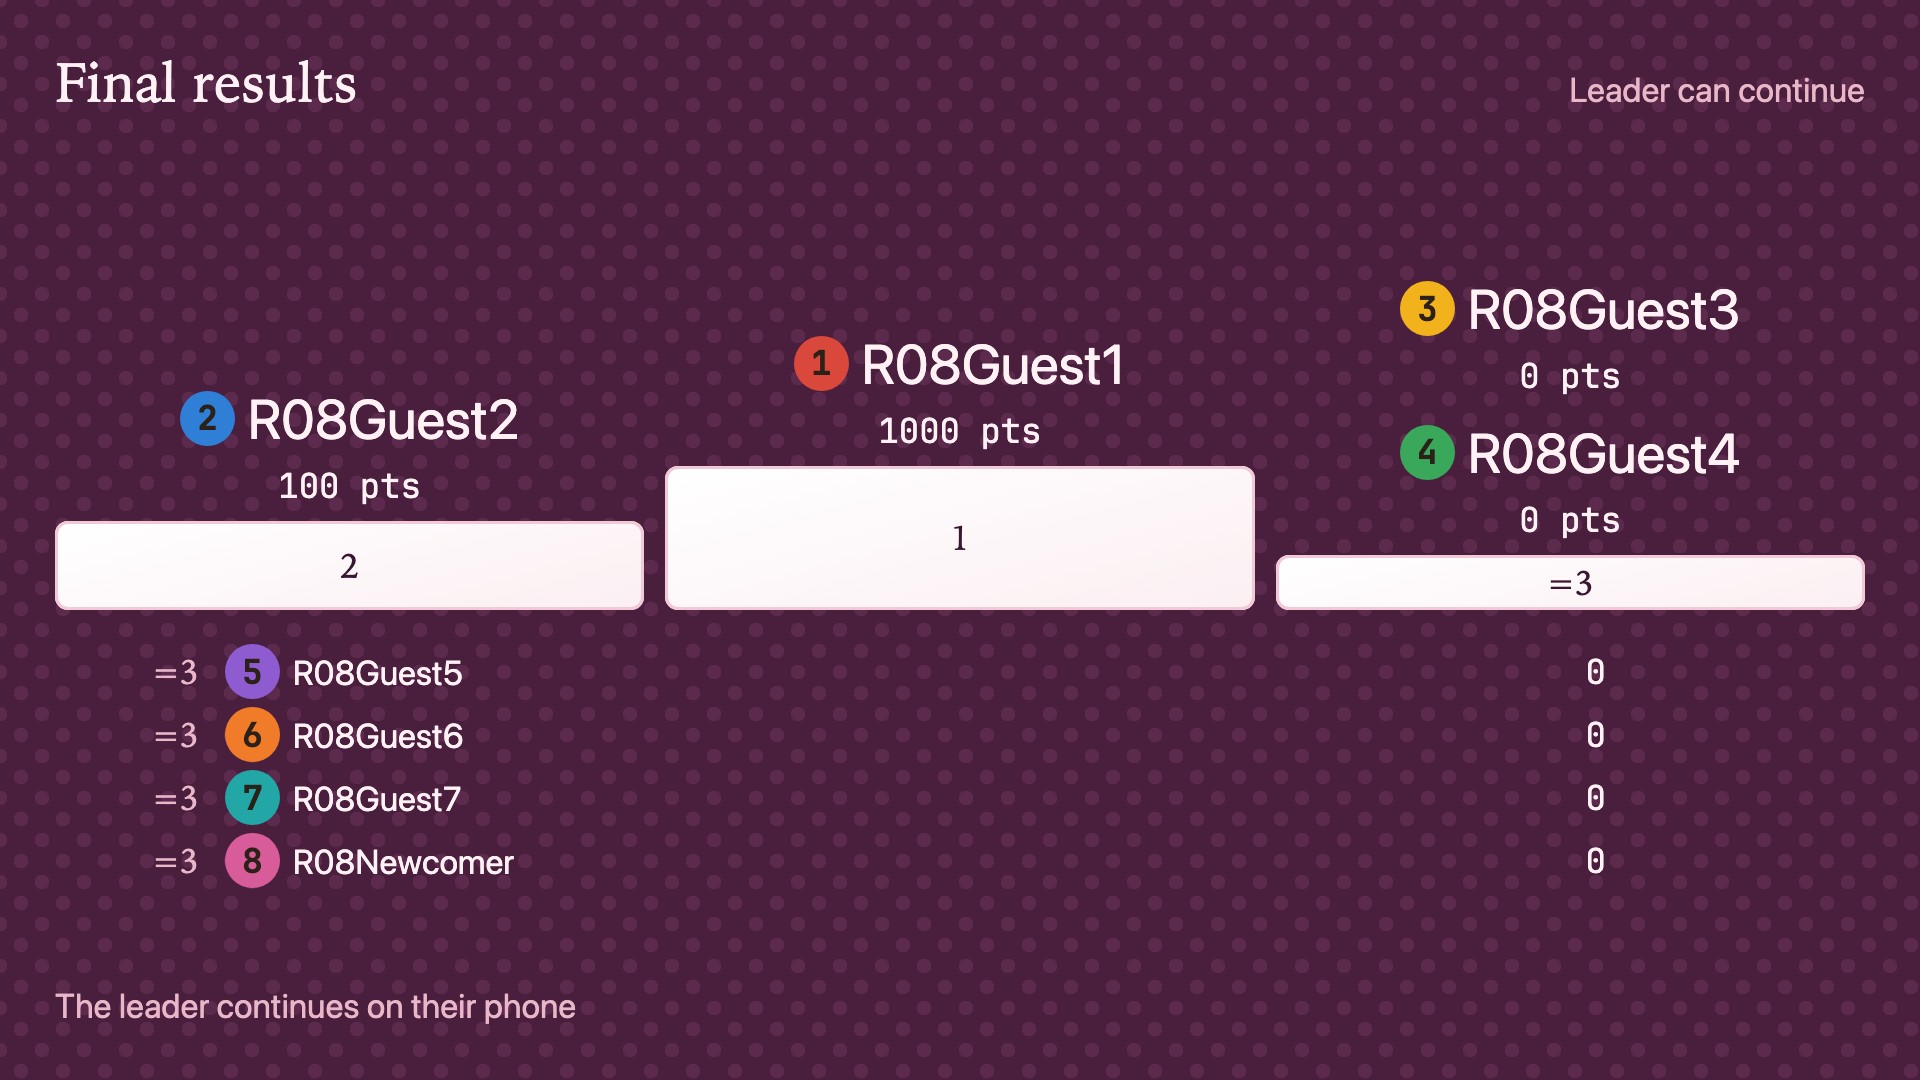 Final results
Leader can continue
2 R08Guest2
100 pts
2
1 R08Guest1
1000 pts
1
3 R08Guest3
0 pts
4 R08Guest4
0 pts
=3
=3 5 R08Guest5 0
=3 6 R08Guest6 0
=3 7 R08Guest7 0
=3 8 R08Newcomer 0
The leader continues on their phone